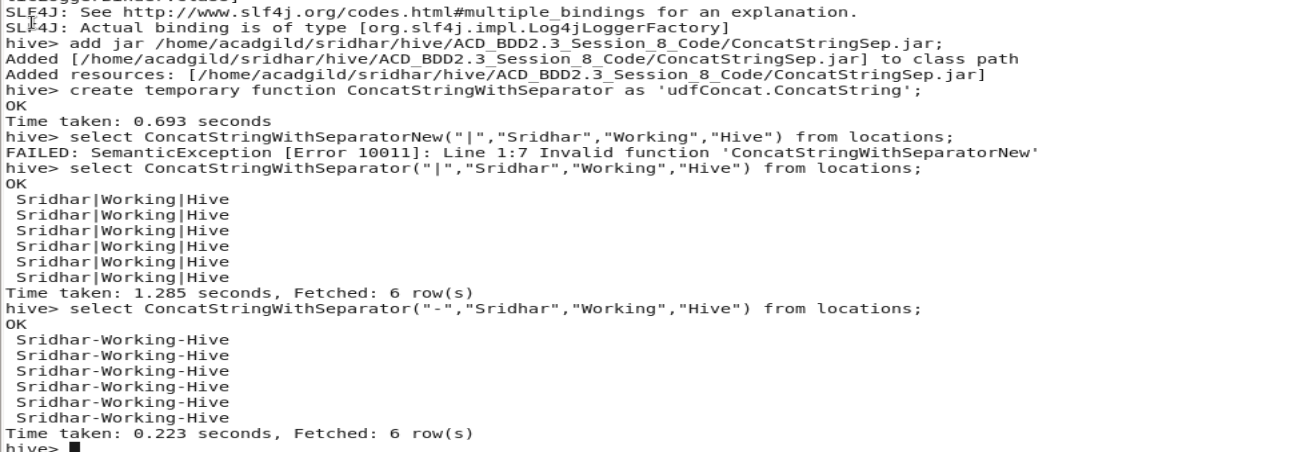 SLF4J: See http://www.slf4j.org/codes.html#multiple_bindings for an explanation.
SLF4J: Actual binding is of type [org.slf4j.impl.Log4jLoggerFactory]
hive> add jar /home/acadgild/sridhar/hive/ACD_BDD2.3_Session_8_Code/ConcatStringSep.jar;
Added [/home/acadgild/sridhar/hive/ACD_BDD2.3_Session_8_Code/ConcatStringSep.jar] to class path
Added resources: [/home/acadgild/sridhar/hive/ACD_BDD2.3_Session_8_Code/ConcatStringSep.jar]
hive> create temporary function ConcatStringWithSeparator as 'udfConcat.ConcatString';
OK
Time taken: 0.693 seconds
hive> select ConcatStringWithSeparatorNew("|","Sridhar","Working","Hive") from locations;
FAILED: SemanticException [Error 10011]: Line 1:7 Invalid function 'ConcatStringWithSeparatorNew'
hive> select ConcatStringWithSeparator("|","Sridhar","Working","Hive") from locations;
OK
Sridhar|Working|Hive
Sridhar|Working|Hive
Sridhar|Working|Hive
Sridhar|Working|Hive
Sridhar|Working|Hive
Sridhar|Working|Hive
Time taken: 1.285 seconds, Fetched: 6 row(s)
hive> select ConcatStringWithSeparator("-","Sridhar","Working","Hive") from locations;
OK
Sridhar-Working-Hive
Sridhar-Working-Hive
Sridhar-Working-Hive
Sridhar-Working-Hive
Sridhar-Working-Hive
Sridhar-Working-Hive
Time taken: 0.223 seconds, Fetched: 6 row(s)
hive>